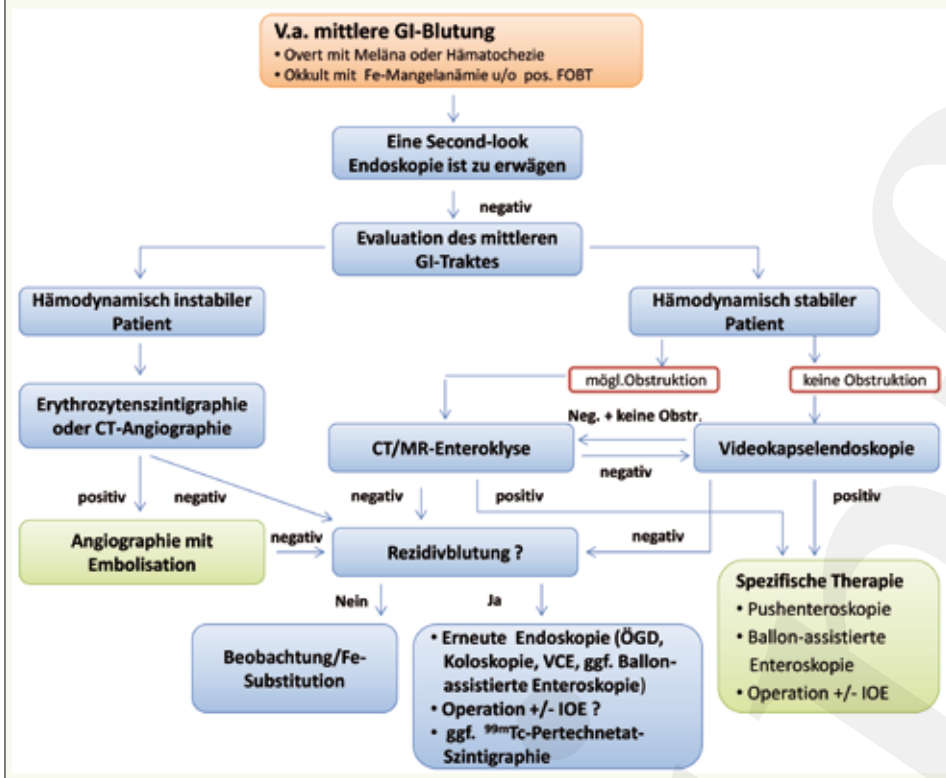 V.a. mittlere GI-Blutung
• Overt mit Meläna oder Hämatochezie
• Okkult mit Fe-Mangelanämie u/o pos. FOBT
Eine Second-look
Endoskopie ist zu erwägen
negativ
Evaluation des mittleren
GI-Traktes
Hämodynamisch instabiler
Patient
Hämodynamisch stabiler
Patient
mögl.Obstruktion
keine Obstruktion
Erythrozytenszintigraphie
oder CT-Angiographie
Neg. + keine Obstr.
CT/MR-Enteroklyse
Videokapselendoskopie
negativ
positiv
negativ
negativ
positiv
positiv
Angiographie mit
Embolisation
negativ
Rezidivblutung ?
negativ
Nein
Ja
Spezifische Therapie
• Pushenteroskopie
• Ballon-assistierte
Enteroskopie
• Operation +/- IOE
Beobachtung/Fe-
Substitution
• Erneute Endoskopie (ÖGD,
Koloskopie, VCE, ggf. Ballon-
assistierte Enteroskopie)
• Operation +/- IOE ?
• ggf. ⁹⁹ᵐTc-Pertechnetat-
Szintigraphie